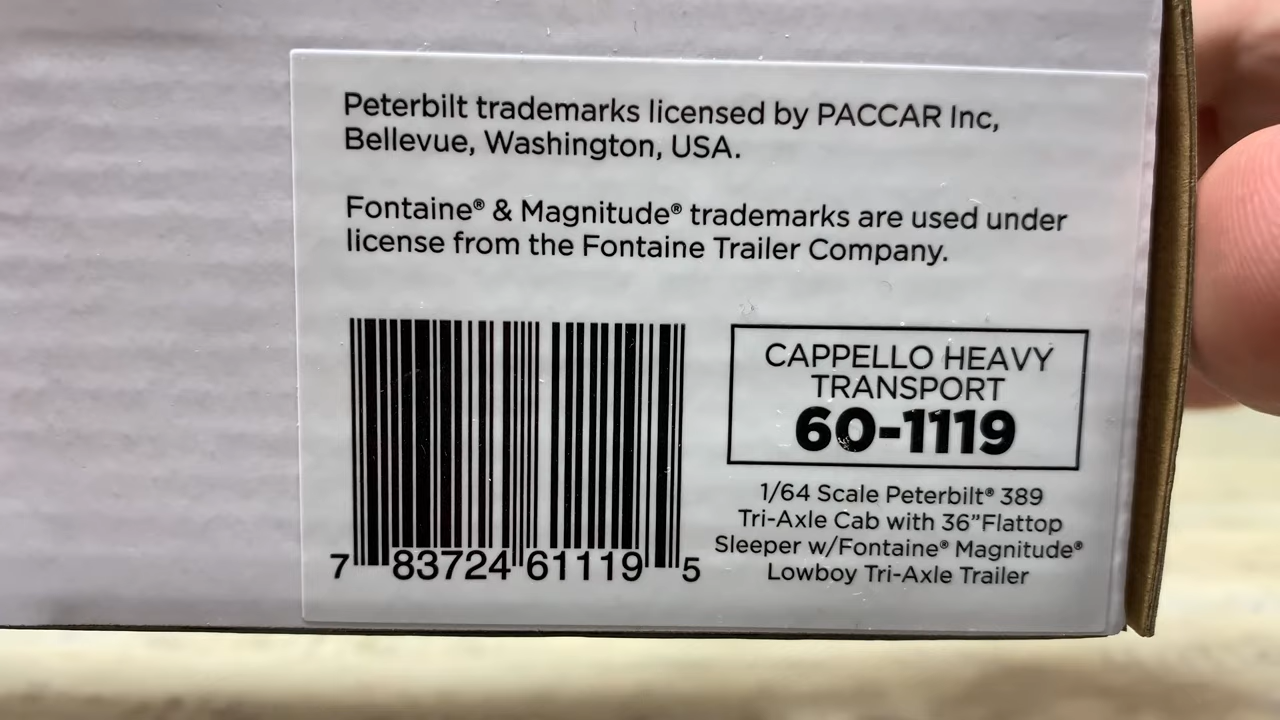 Peterbilt trademarks licensed by PACCAR Inc,
Bellevue, Washington, USA.
Fontaine® & Magnitude® trademarks are used under
license from the Fontaine Trailer Company.
7 83724 61119 5
CAPPELLO HEAVY
TRANSPORT
60-1119
1/64 Scale Peterbilt® 389
Tri-Axle Cab with 36”Flattop
Sleeper w/Fontaine® Magnitude®
Lowboy Tri-Axle Trailer